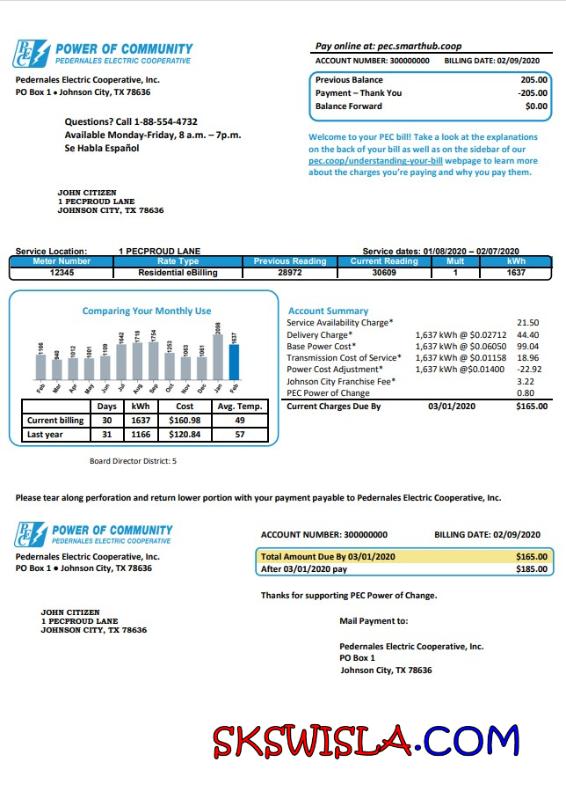 PEC POWER OF COMMUNITY
PEDERNALES ELECTRIC COOPERATIVE
Pedernales Electric Cooperative, Inc.
PO Box 1 • Johnson City, TX 78636
Pay online at: pec.smarthub.coop
ACCOUNT NUMBER: 300000000 BILLING DATE: 02/09/2020
Previous Balance 205.00
Payment – Thank You -205.00
Balance Forward $0.00
Questions? Call 1-88-554-4732
Available Monday-Friday, 8 a.m. – 7p.m.
Se Habla Español
Welcome to your PEC bill! Take a look at the explanations
on the back of your bill as well as on the sidebar of our
pec.coop/understanding-your-bill webpage to learn more
about the charges you're paying and why you pay them.
JOHN CITIZEN
1 PECPROUD LANE
JOHNSON CITY, TX 78636
Service Location: 1 PECPROUD LANE Service dates: 01/08/2020 – 02/07/2020
Meter Number Rate Type Previous Reading Current Reading Mult kWh
12345 Residential eBilling 28972 30609 1 1637
Comparing Your Monthly Use
1166 940 1012 1001 1109 1642 1715 1754 1253 1063 1061 2098 1637
Feb Mar Apr May Jun Jul Aug Sep Oct Nov Dec Jan Feb
Days kWh Cost Avg. Temp.
Current billing 30 1637 $160.98 49
Last year 31 1166 $120.84 57
Account Summary
Service Availability Charge* 21.50
Delivery Charge* 1,637 kWh @ $0.02712 44.40
Base Power Cost* 1,637 kWh @ $0.06050 99.04
Transmission Cost of Service* 1,637 kWh @ $0.01158 18.96
Power Cost Adjustment* 1,637 kWh @$0.01400 -22.92
Johnson City Franchise Fee* 3.22
PEC Power of Change 0.80
Current Charges Due By 03/01/2020 $165.00
Board Director District: 5
Please tear along perforation and return lower portion with your payment payable to Pedernales Electric Cooperative, Inc.
PEC POWER OF COMMUNITY
PEDERNALES ELECTRIC COOPERATIVE
Pedernales Electric Cooperative, Inc.
PO Box 1 • Johnson City, TX 78636
ACCOUNT NUMBER: 300000000 BILLING DATE: 02/09/2020
Total Amount Due By 03/01/2020 $165.00
After 03/01/2020 pay $185.00
Thanks for supporting PEC Power of Change.
JOHN CITIZEN
1 PECPROUD LANE
JOHNSON CITY, TX 78636
Mail Payment to:
Pedernales Electric Cooperative, Inc.
PO Box 1
Johnson City, TX 78636
SKSWISLA.COM